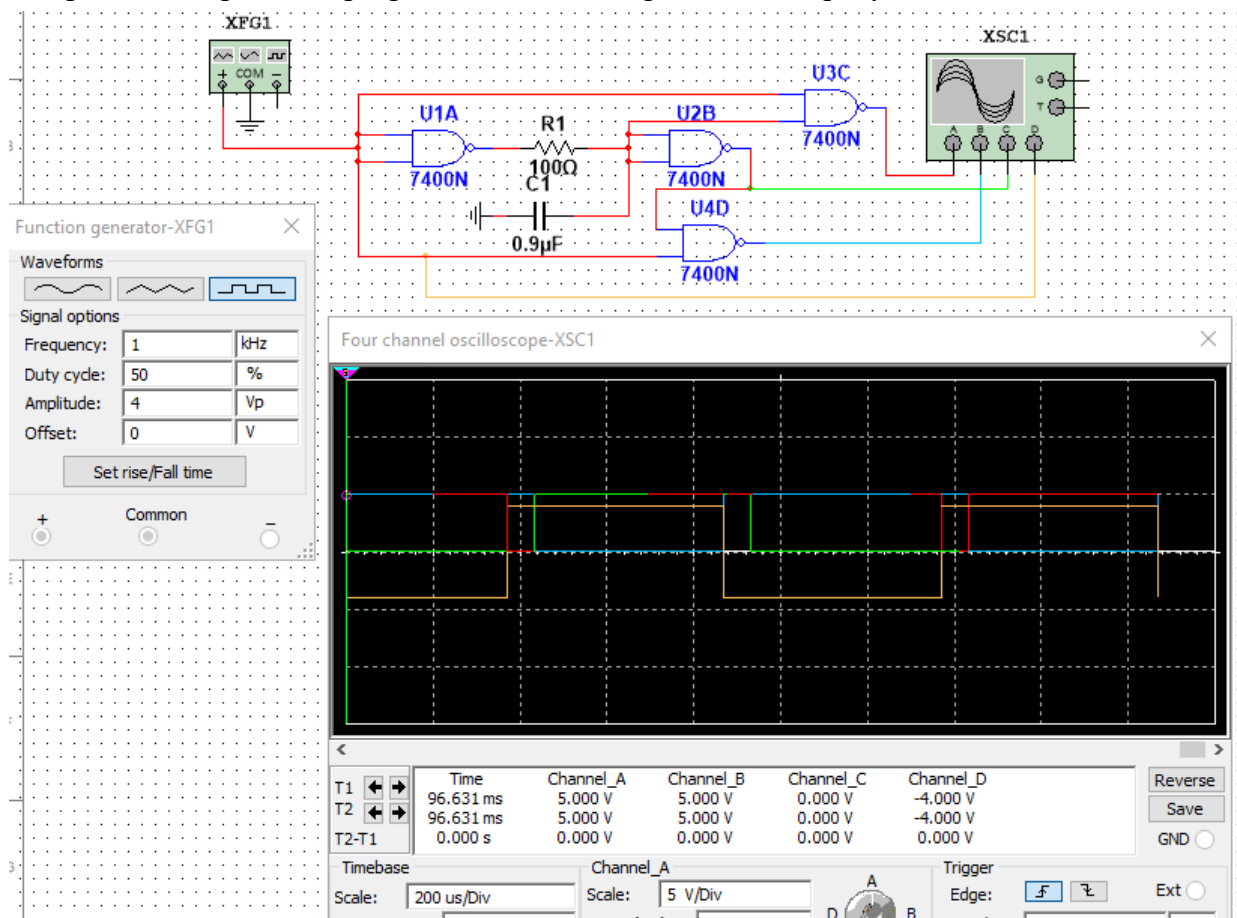 XFG1
COM
XSC1
G
T
A B C D
U3C
7400N
U1A
7400N
R1
100Ω
U2B
7400N
C1
0.9µF
U4D
7400N
Function generator-XFG1
Waveforms
Signal options
Frequency: 1 kHz
Duty cycle: 50 %
Amplitude: 4 Vp
Offset: 0 V
Set rise/Fall time
+ Common −
Four channel oscilloscope-XSC1
Time Channel_A Channel_B Channel_C Channel_D
T1 96.631 ms 5.000 V 5.000 V 0.000 V -4.000 V
T2 96.631 ms 5.000 V 5.000 V 0.000 V -4.000 V
T2-T1 0.000 s 0.000 V 0.000 V 0.000 V 0.000 V
Reverse
Save
GND
Timebase
Scale: 200 us/Div
Channel_A
Scale: 5 V/Div
A
D B
Trigger
Edge:
Ext